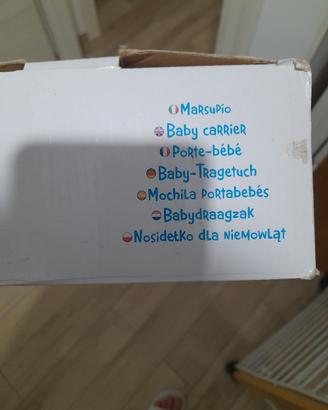 Marsupio
Baby carrier
Porte-bébé
Baby-Tragetuch
Mochila portabebés
Babydraagzak
Nosidełko dla niemowląt